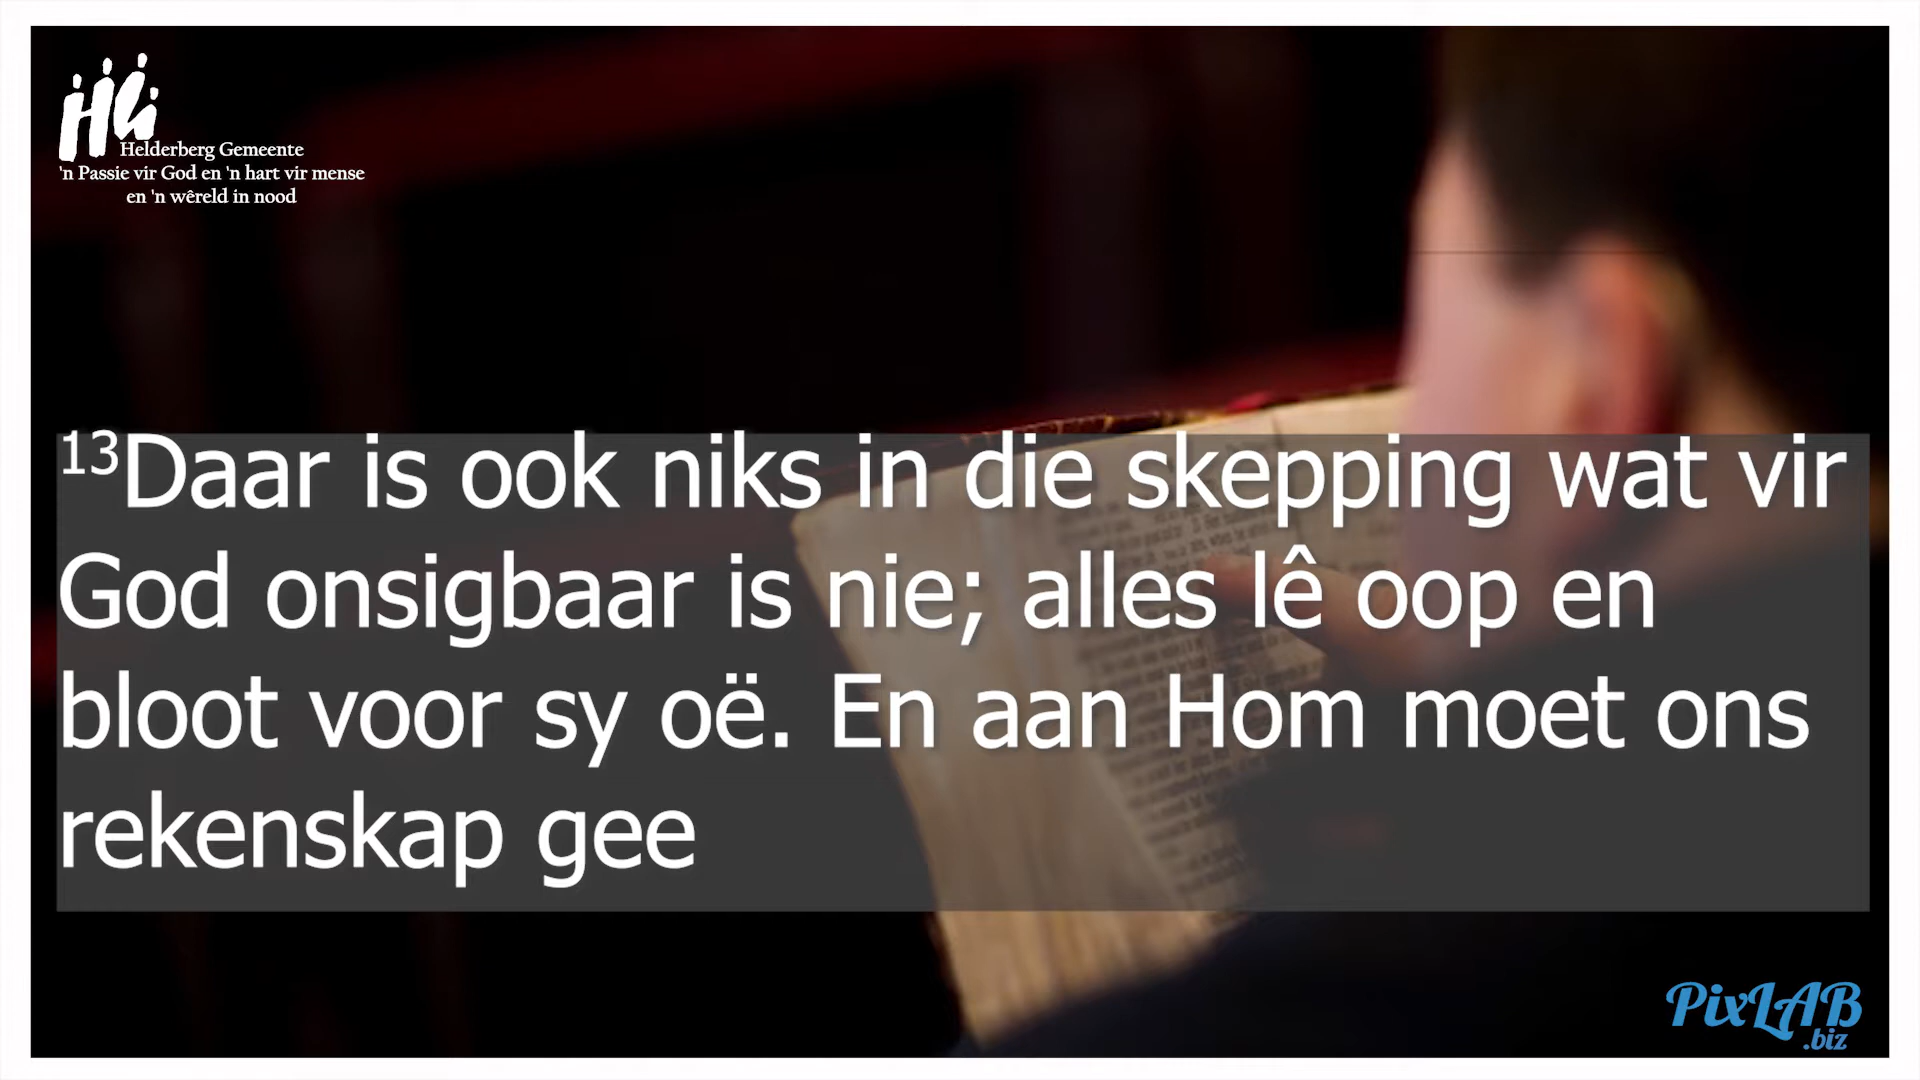 HG
Helderberg Gemeente
'n Passie vir God en 'n hart vir mense
en 'n wêreld in nood
13Daar is ook niks in die skepping wat vir
God onsigbaar is nie; alles lê oop en
bloot voor sy oë. En aan Hom moet ons
rekenskap gee
PixLAB
.biz